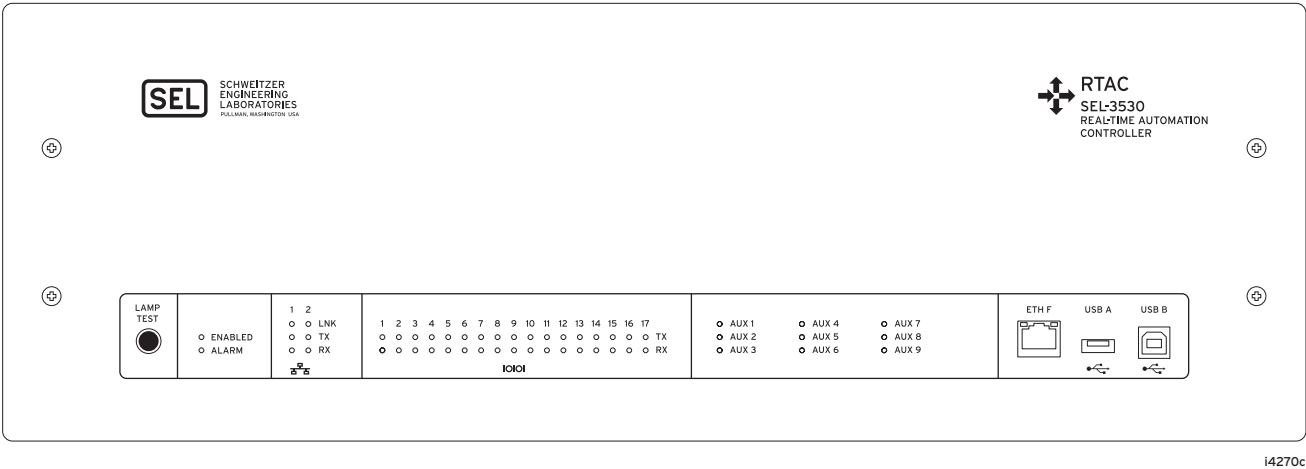 SEL
SCHWEITZER
ENGINEERING
LABORATORIES
PULLMAN, WASHINGTON USA
RTAC
SEL-3530
REAL-TIME AUTOMATION
CONTROLLER
LAMP
TEST
ENABLED
ALARM
1 2
LNK
TX
RX
1 2 3 4 5 6 7 8 9 10 11 12 13 14 15 16 17
TX
RX
IOIOI
AUX 1
AUX 2
AUX 3
AUX 4
AUX 5
AUX 6
AUX 7
AUX 8
AUX 9
ETH F
USB A
USB B
i4270c